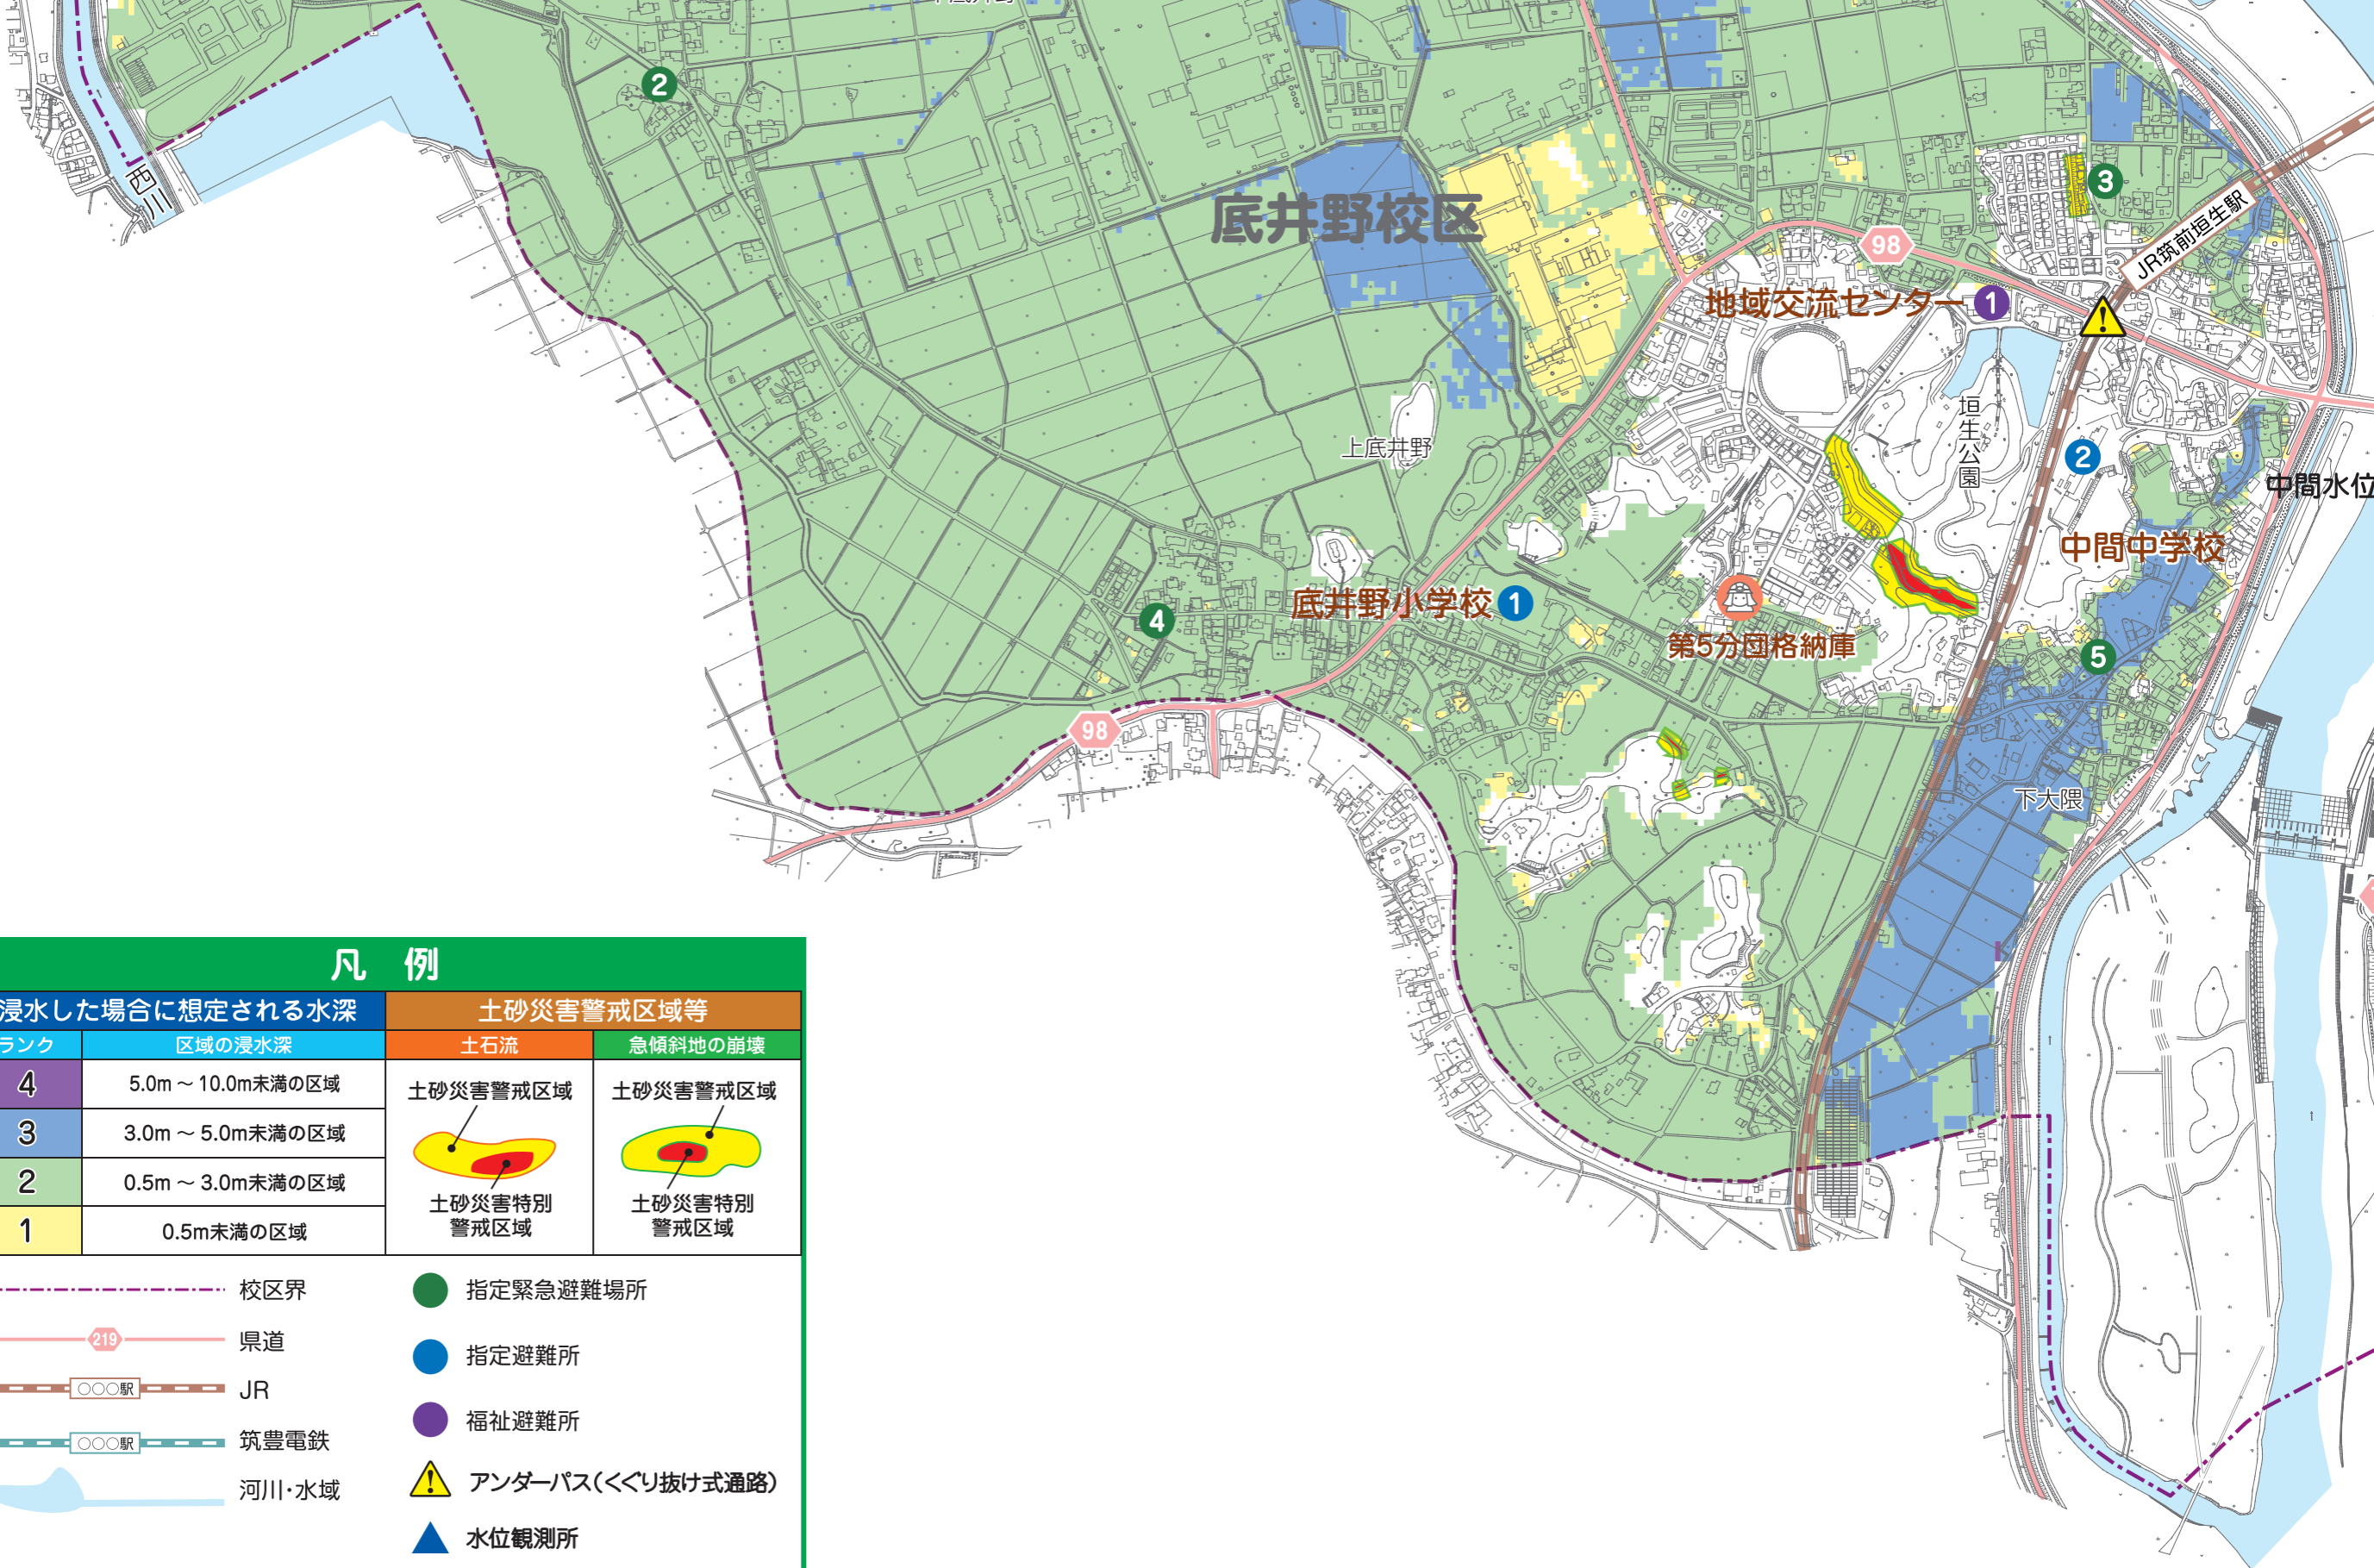 2
西川
底井野校区
3
JR筑前垣生駅
98
地域交流センター 1
垣生公園
上底井野
2
中間水位
中間中学校
底井野小学校 1
4
第5分団格納庫
5
98
下大隈
凡 例
浸水した場合に想定される水深
土砂災害警戒区域等
ランク
区域の浸水深
土石流
急傾斜地の崩壊
4
5.0m ～ 10.0m未満の区域
3
3.0m ～ 5.0m未満の区域
2
0.5m ～ 3.0m未満の区域
1
0.5m未満の区域
土砂災害警戒区域
土砂災害特別
警戒区域
土砂災害警戒区域
土砂災害特別
警戒区域
校区界
219
県道
○○○駅
JR
○○○駅
筑豊電鉄
河川・水域
指定緊急避難場所
指定避難所
福祉避難所
アンダーパス（くぐり抜け式通路）
水位観測所